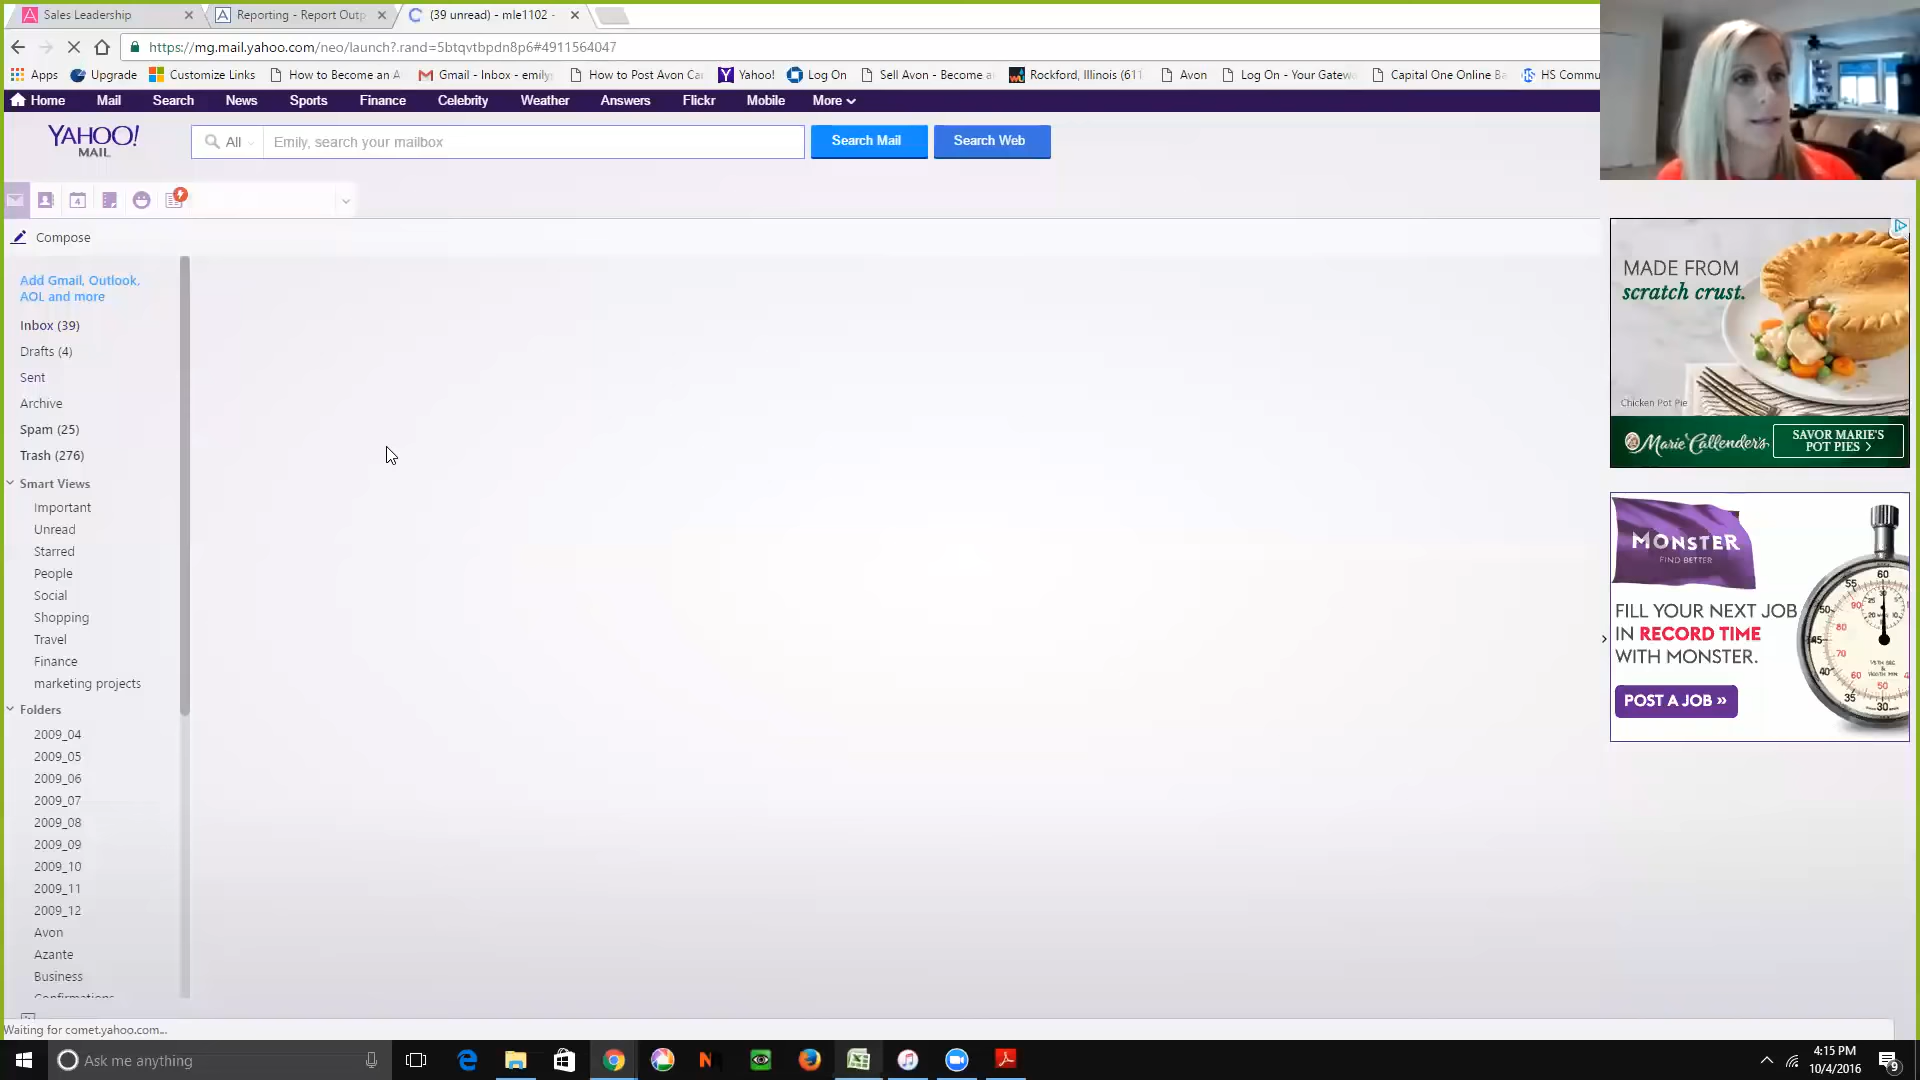 Sales Leadership
Reporting - Report Outp
(39 unread) - mle1102 -
https://mg.mail.yahoo.com/neo/launch?.rand=5btqvtbpdn8p6#4911564047
Apps
Upgrade
Customize Links
How to Become an A
Gmail - Inbox - emily
How to Post Avon Ca
Yahoo!
Log On
Sell Avon - Become a
Rockford, Illinois (611
Avon
Log On - Your Gatew
Capital One Online Ba
HS Commu
Home
Mail
Search
News
Sports
Finance
Celebrity
Weather
Answers
Flickr
Mobile
More
YAHOO!
MAIL
All
Emily, search your mailbox
Search Mail
Search Web
4
Compose
Add Gmail, Outlook,
AOL and more
Inbox (39)
Drafts (4)
Sent
Archive
Spam (25)
Trash (276)
Smart Views
Important
Unread
Starred
People
Social
Shopping
Travel
Finance
marketing projects
Folders
2009_04
2009_05
2009_06
2009_07
2009_08
2009_09
2009_10
2009_11
2009_12
Avon
Azante
Business
Confirmations
Waiting for comet.yahoo.com...
MADE FROM
scratch crust.
Chicken Pot Pie
Marie Callender's
SAVOR MARIE'S
POT PIES >
MONSTER
FIND BETTER
FILL YOUR NEXT JOB
IN RECORD TIME
WITH MONSTER.
POST A JOB »
Ask me anything
4:15 PM
10/4/2016
9